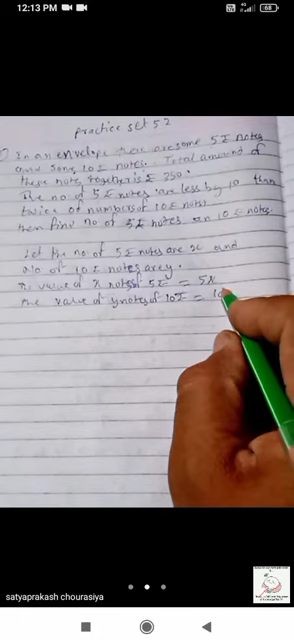 12:13 PM
68
practice set 5.2
In an envelope there are some 5₹ notes
and some 10₹ notes. Total amount of
these notes together is ₹ 350.
The no of 5₹ notes are less by 10 than
twice of number of 10₹ notes.
then find no of 5₹ notes 10₹ notes.
Let the no of 5₹ notes are x and
no of 10₹ notes are y.
The value of x notes of 5₹ = 5x
The value of y notes of 10₹ = 10
satyaprakash chourasiya